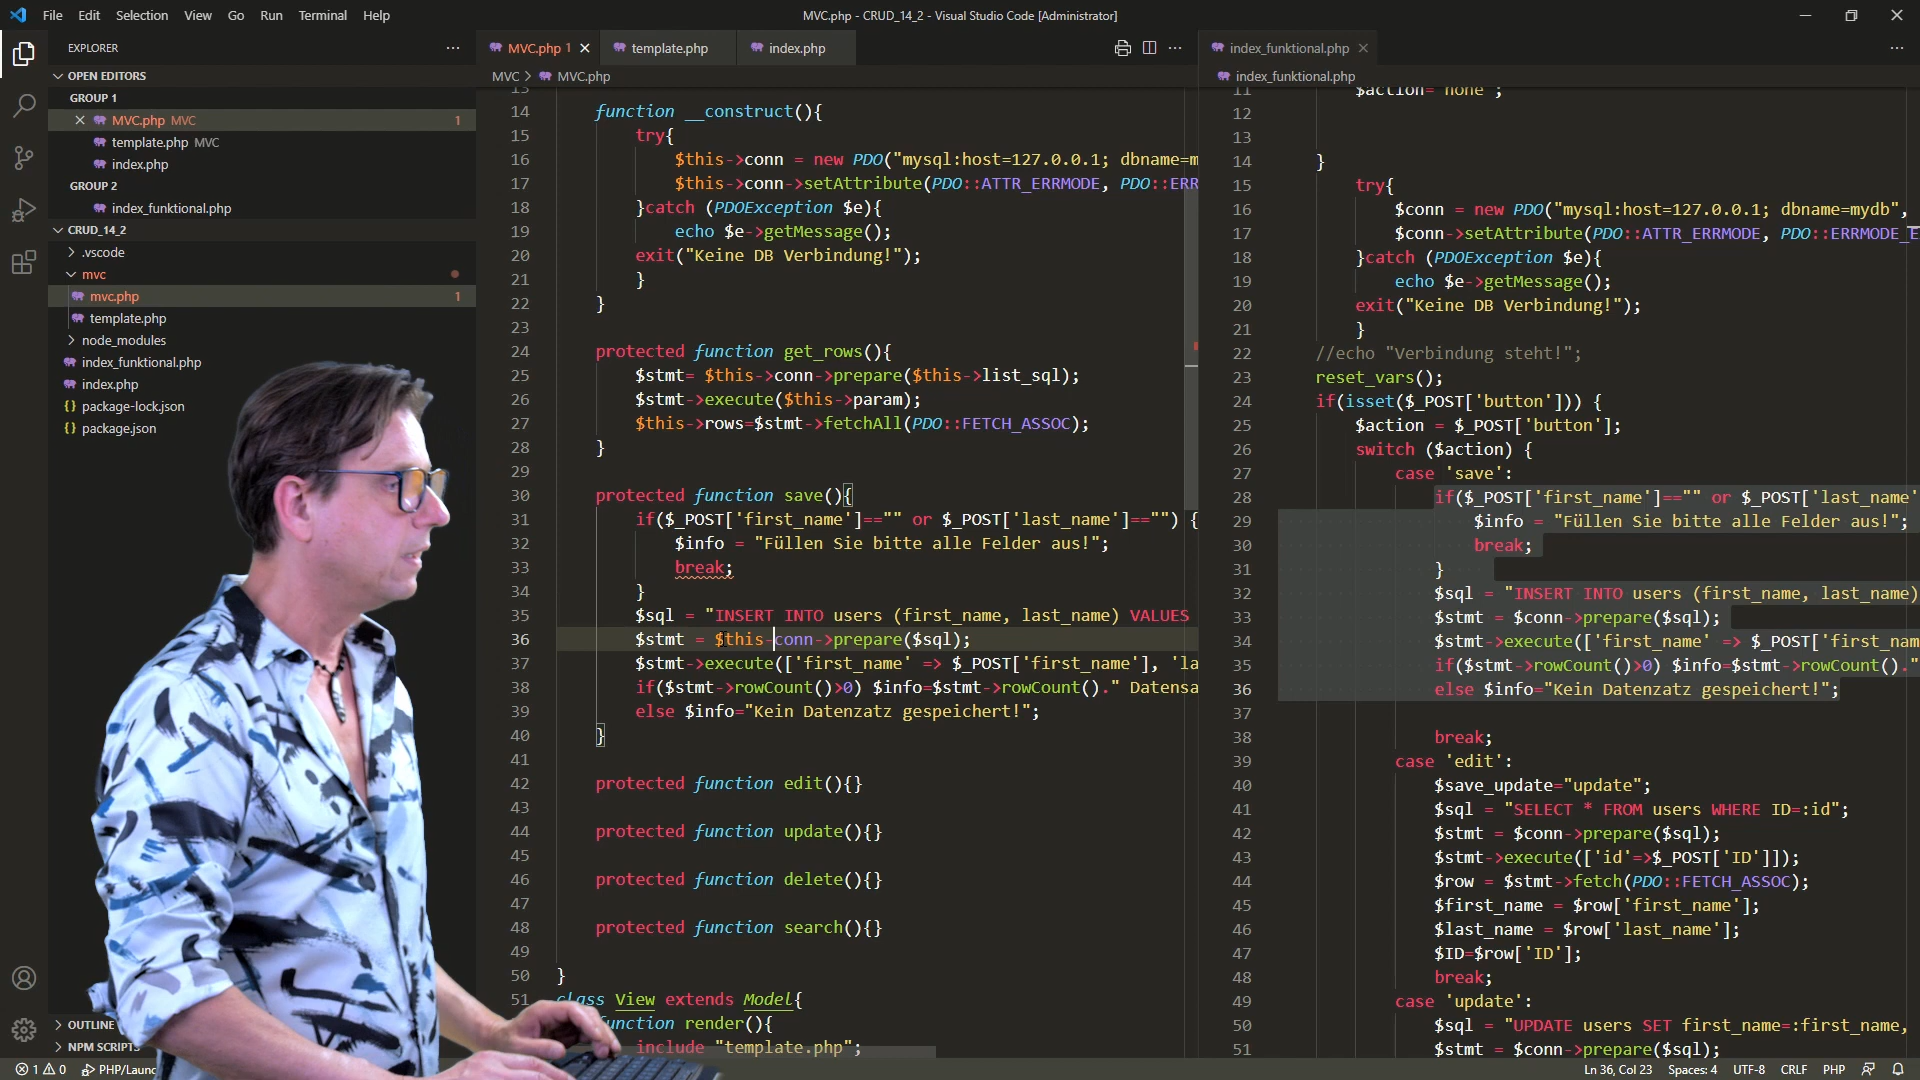 File Edit Selection View Go Run Terminal Help
MVC.php - CRUD_14_2 - Visual Studio Code [Administrator]
EXPLORER
OPEN EDITORS
GROUP 1
MVC.php MVC 1
template.php MVC
index.php
GROUP 2
index_funktional.php
CRUD_14_2
.vscode
mvc
mvc.php 1
template.php
node_modules
index_funktional.php
index.php
package-lock.json
package.json
OUTLINE
NPM SCRIPTS
MVC.php 1 template.php index.php
MVC > MVC.php
13
14 function __construct(){
15 try{
16 $this->conn = new PDO("mysql:host=127.0.0.1; dbname=m
17 $this->conn->setAttribute(PDO::ATTR_ERRMODE, PDO::ERR
18 }catch (PDOException $e){
19 echo $e->getMessage();
20 exit("Keine DB Verbindung!");
21 }
22 }
23
24 protected function get_rows(){
25 $stmt= $this->conn->prepare($this->list_sql);
26 $stmt->execute($this->param);
27 $this->rows=$stmt->fetchAll(PDO::FETCH_ASSOC);
28 }
29
30 protected function save(){
31 if($_POST['first_name']=="" or $_POST['last_name']=="") {
32 $info = "Füllen Sie bitte alle Felder aus!";
33 break;
34 }
35 $sql = "INSERT INTO users (first_name, last_name) VALUES
36 $stmt = $this-conn->prepare($sql);
37 $stmt->execute(['first_name' => $_POST['first_name'], 'la
38 if($stmt->rowCount()>0) $info=$stmt->rowCount()." Datensa
39 else $info="Kein Datenzatz gespeichert!";
40 }
41
42 protected function edit(){}
43
44 protected function update(){}
45
46 protected function delete(){}
47
48 protected function search(){}
49
50 }
51 class View extends Model{
function render(){
include "template.php";
index_funktional.php
index_funktional.php
11 $action='none';
12
13
14 }
15 try{
16 $conn = new PDO("mysql:host=127.0.0.1; dbname=mydb",
17 $conn->setAttribute(PDO::ATTR_ERRMODE, PDO::ERRMODE_E
18 }catch (PDOException $e){
19 echo $e->getMessage();
20 exit("Keine DB Verbindung!");
21 }
22 //echo "Verbindung steht!";
23 reset_vars();
24 if(isset($_POST['button'])) {
25 $action = $_POST['button'];
26 switch ($action) {
27 case 'save':
28 if($_POST['first_name']=="" or $_POST['last_name'
29 $info = "Füllen Sie bitte alle Felder aus!";
30 break;
31 }
32 $sql = "INSERT INTO users (first_name, last_name)
33 $stmt = $conn->prepare($sql);
34 $stmt->execute(['first_name' => $_POST['first_nam
35 if($stmt->rowCount()>0) $info=$stmt->rowCount()."
36 else $info="Kein Datenzatz gespeichert!";
37
38 break;
39 case 'edit':
40 $save_update="update";
41 $sql = "SELECT * FROM users WHERE ID=:id";
42 $stmt = $conn->prepare($sql);
43 $stmt->execute(['id'=>$_POST['ID']]);
44 $row = $stmt->fetch(PDO::FETCH_ASSOC);
45 $first_name = $row['first_name'];
46 $last_name = $row['last_name'];
47 $ID=$row['ID'];
48 break;
49 case 'update':
50 $sql = "UPDATE users SET first_name=:first_name,
51 $stmt = $conn->prepare($sql);
1 0 PHP/Launc
Ln 36, Col 23 Spaces: 4 UTF-8 CRLF PHP